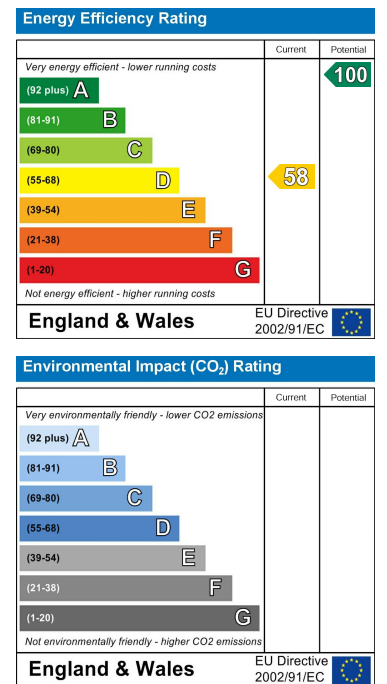 Energy Efficiency Rating
Current Potential
Very energy efficient - lower running costs
(92 plus) A
100
(81-91) B
(69-80) C
(55-68) D
58
(39-54) E
(21-38) F
(1-20) G
Not energy efficient - higher running costs
England & Wales
EU Directive
2002/91/EC
Environmental Impact (CO₂) Rating
Current Potential
Very environmentally friendly - lower CO2 emissions
(92 plus) A
(81-91) B
(69-80) C
(55-68) D
(39-54) E
(21-38) F
(1-20) G
Not environmentally friendly - higher CO2 emissions
England & Wales
EU Directive
2002/91/EC